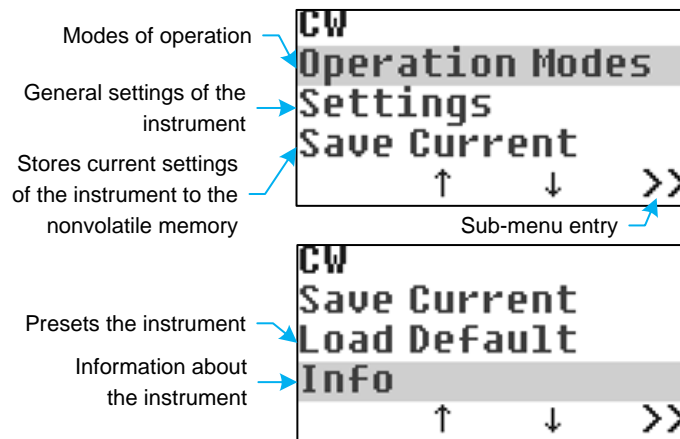 Modes of operation
General settings of the
instrument
Stores current settings
of the instrument to the
nonvolatile memory
CW
Operation Modes
Settings
Save Current
↑ ↓ >>
Sub-menu entry
Presets the instrument
Information about
the instrument
CW
Save Current
Load Default
Info
↑ ↓ >>